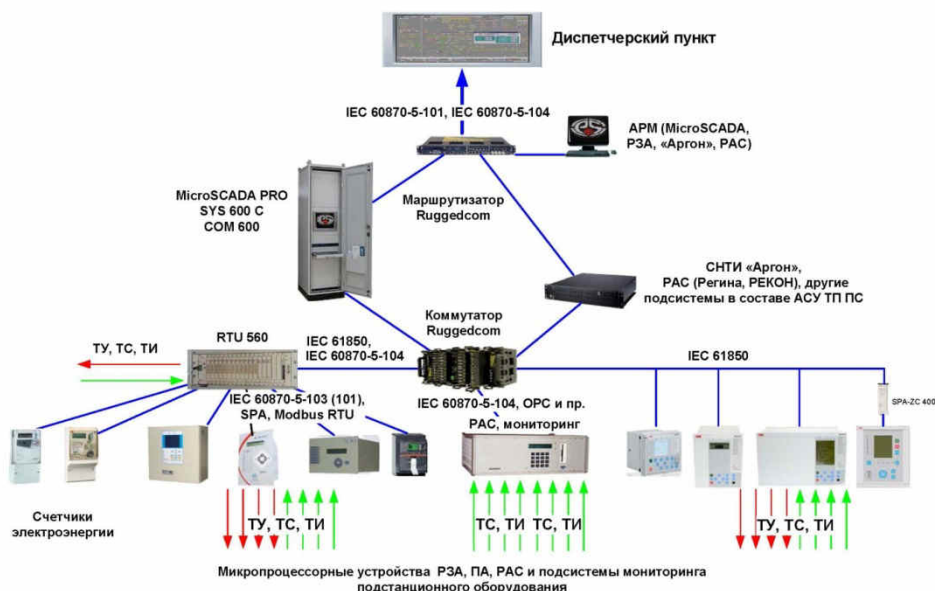 Диспетчерский пункт
IEC 60870-5-101, IEC 60870-5-104
АРМ (MicroSCADA,
РЗА, «Аргон», РАС)
MicroSCADA PRO
SYS 600 C
COM 600
Маршрутизатор
Ruggedcom
СНТИ «Аргон»,
РАС (Регина, РЕКОН), другие
подсистемы в составе АСУ ТП ПС
Коммутатор
Ruggedcom
RTU 560
IEC 61850,
IEC 60870-5-104
IEC 61850
ТУ, ТС, ТИ
IEC 60870-5-103 (101),
SPA, Modbus RTU
IEC 60870-5-104, OPC и пр.
РАС, мониторинг
SPA-ZC 400
Счетчики
электроэнергии
ТУ, ТС, ТИ
ТС, ТИ ТС, ТИ
ТУ, ТС, ТИ
Микропроцессорные устройства РЗА, ПА, РАС и подсистемы мониторинга
подстанционного оборудования